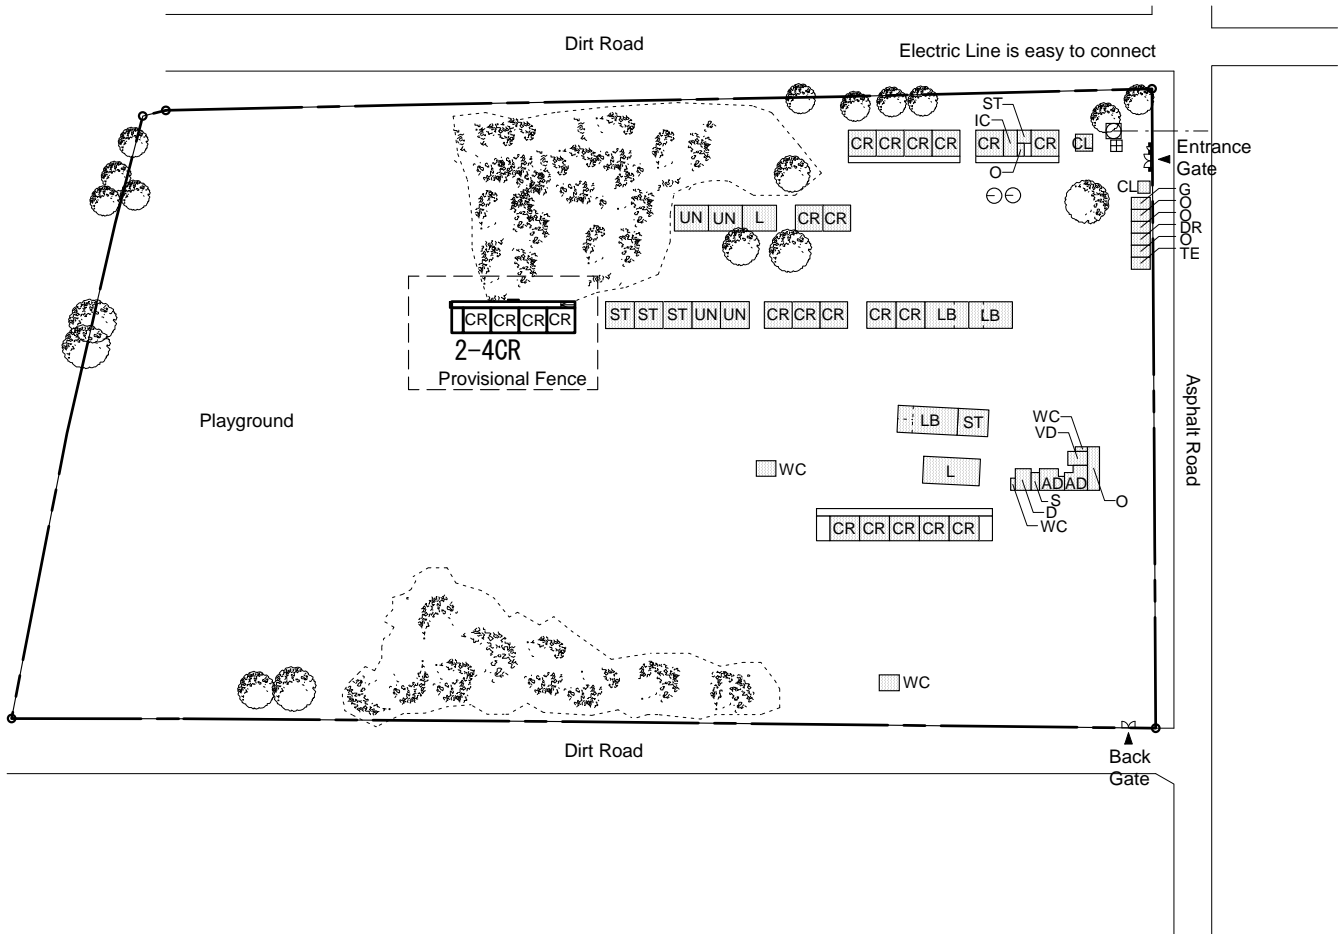 Dirt Road
Electric Line is easy to connect
ST
IC
CR CR CR CR
CR
CR
CL
O
Entrance
Gate
CL
G
O
O
DR
O
TE
UN UN L
CR CR
CR CR CR CR
ST ST ST UN UN
CR CR CR
CR CR LB LB
2-4CR
Provisional Fence
Asphalt Road
Playground
LB ST
WC
VD
WC
L
AD AD
S
D
WC
O
CR CR CR CR CR
WC
Dirt Road
Back
Gate